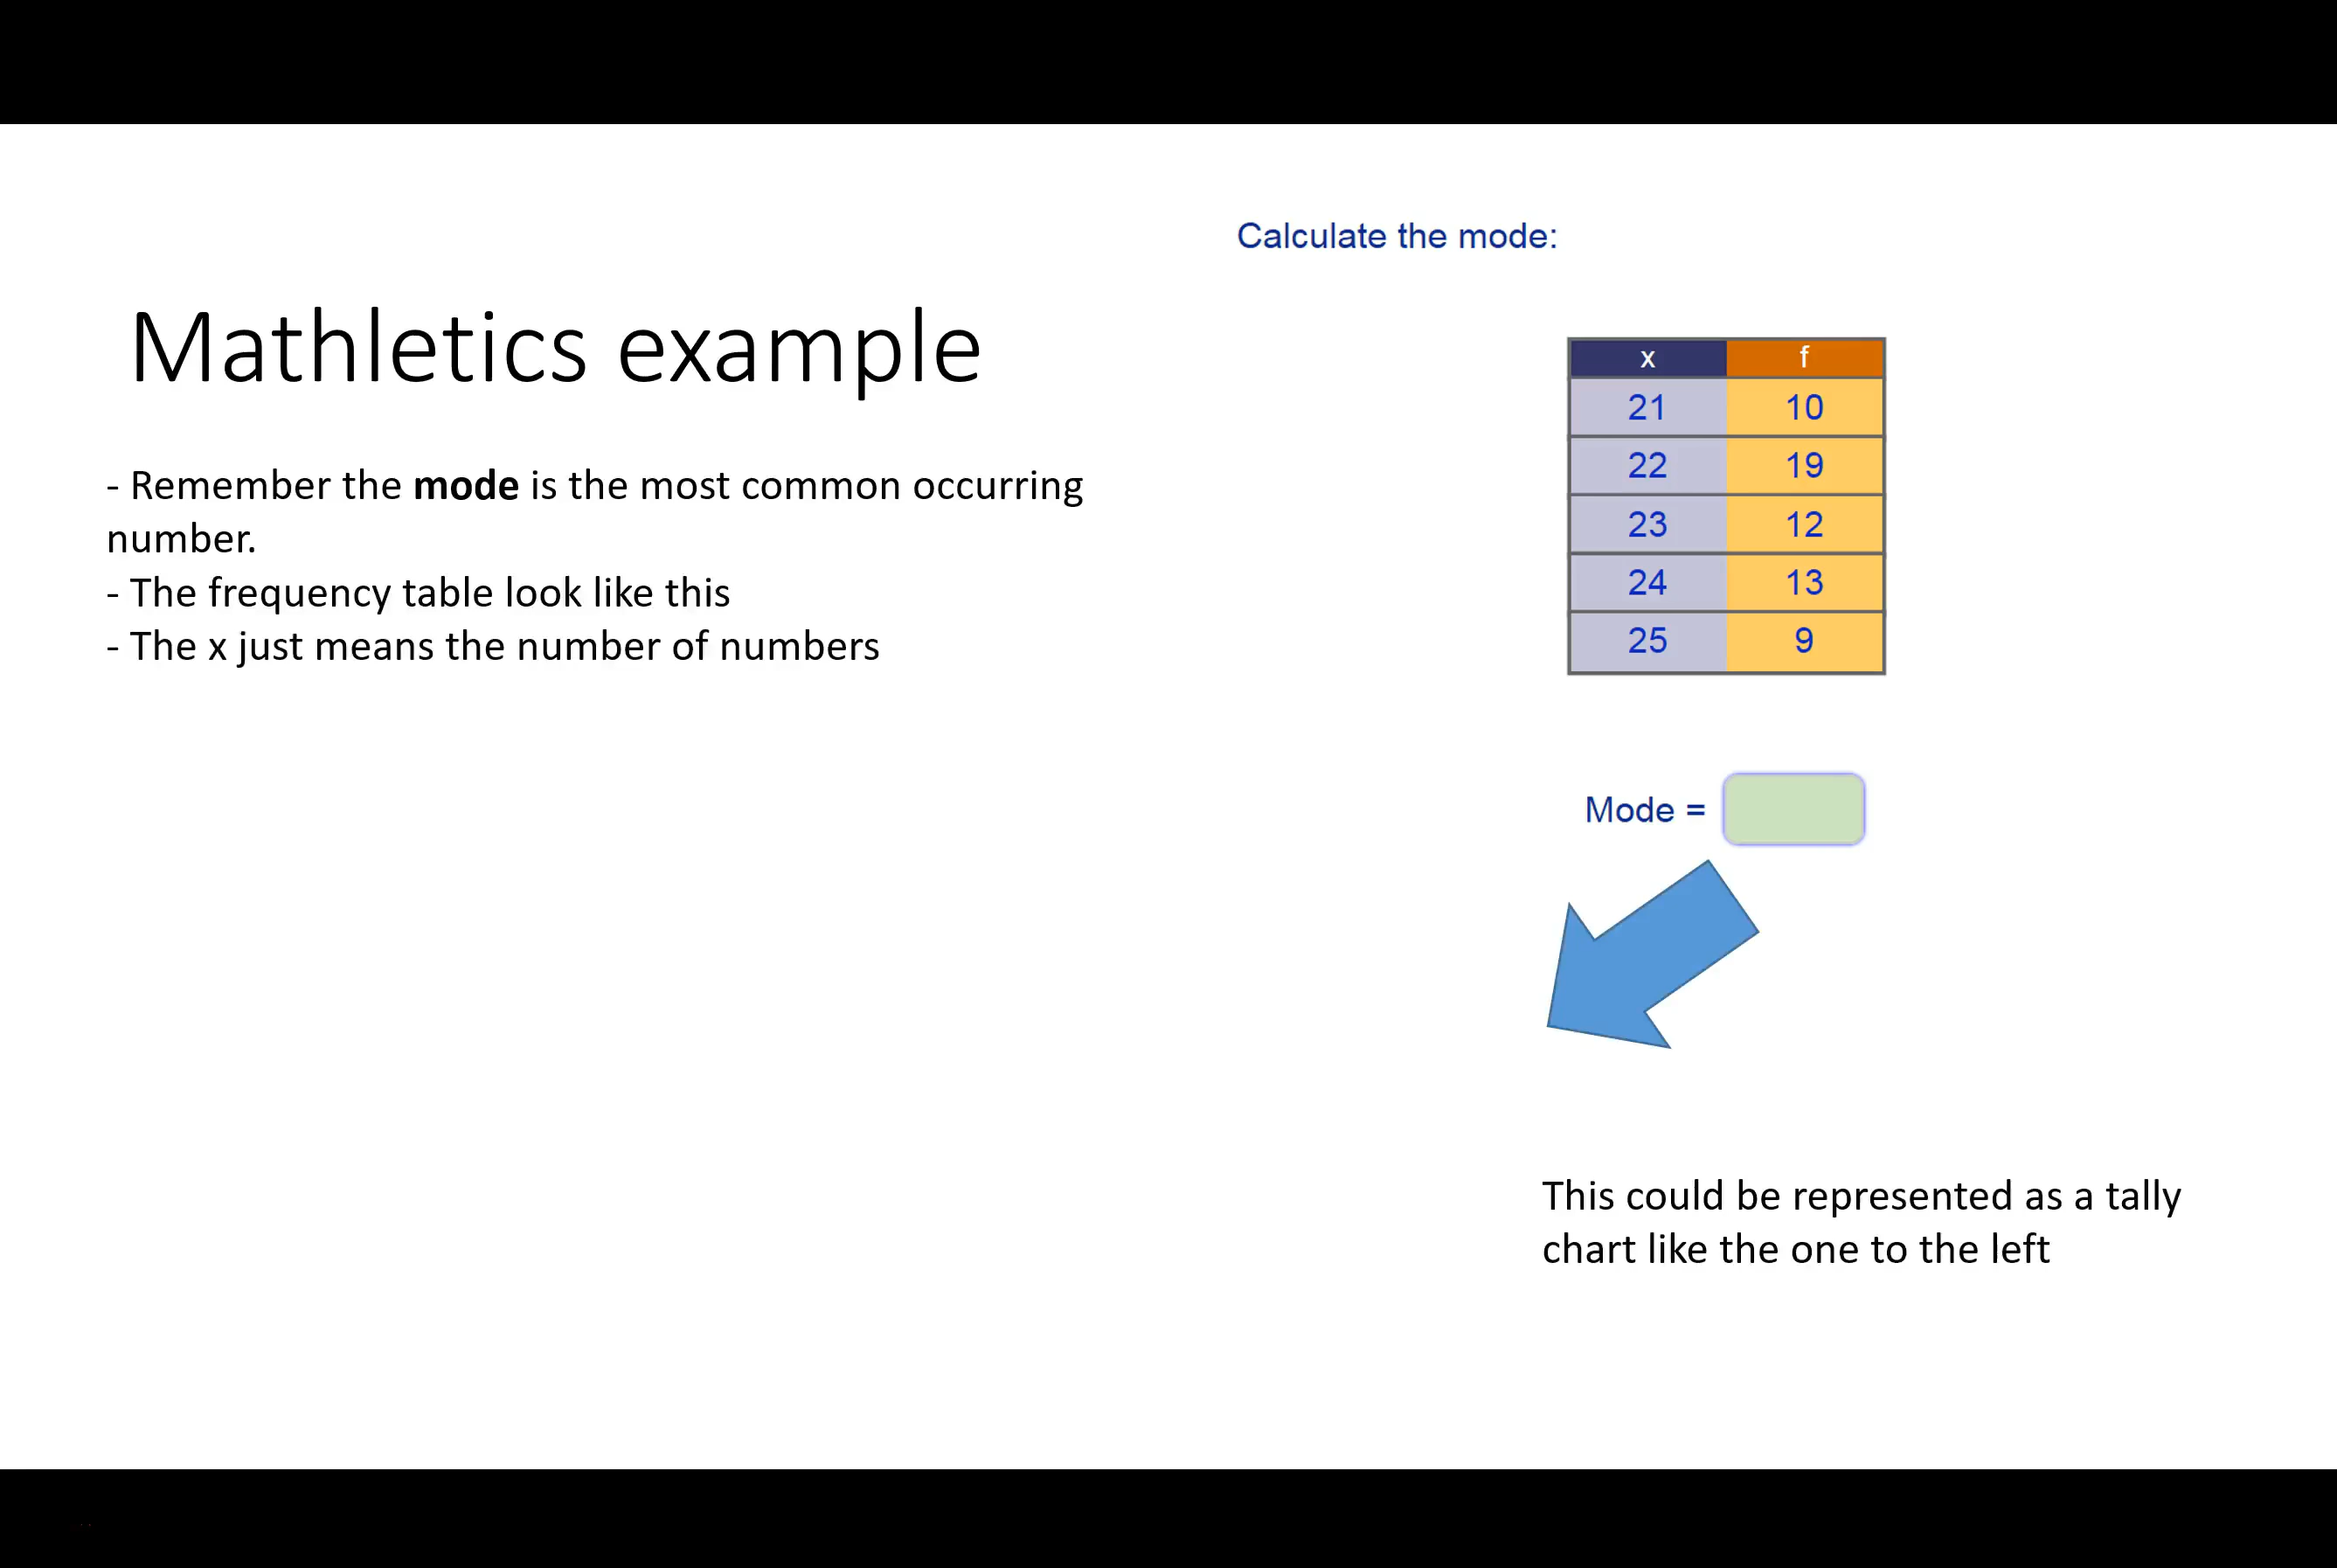 Calculate the mode:
Mathletics example
- Remember the mode is the most common occurring
number.
- The frequency table look like this
- The x just means the number of numbers
x f
21 10
22 19
23 12
24 13
25 9
Mode =
This could be represented as a tally
chart like the one to the left